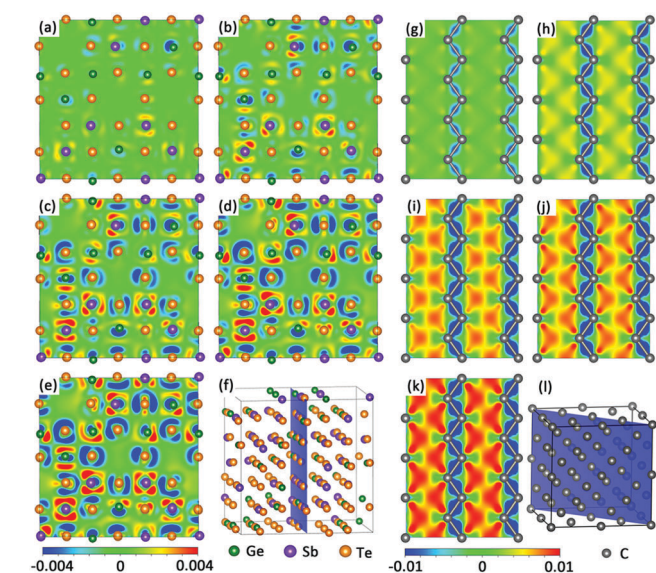 (a)
(b)
(g)
(h)
(c)
(d)
(i)
(j)
(e)
(f)
(k)
(l)
-0.004 0 0.004
Ge Sb Te
-0.01 0 0.01
C